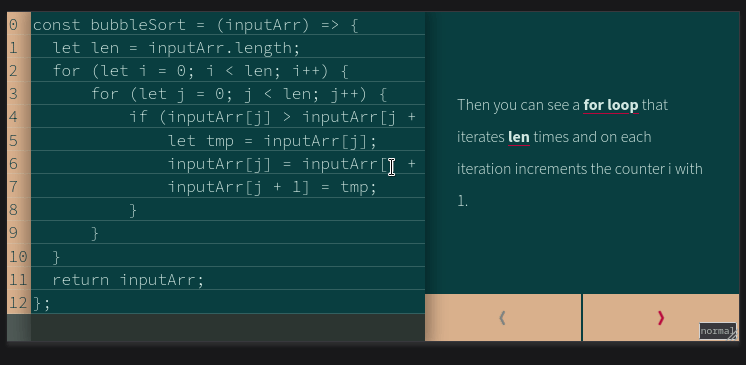 0 const bubbleSort = (inputArr) => {
1 let len = inputArr.length;
2 for (let i = 0; i < len; i++) {
3 for (let j = 0; j < len; j++) {
4 if (inputArr[j] > inputArr[j +
5 let tmp = inputArr[j];
6 inputArr[j] = inputArr[j +
7 inputArr[j + 1] = tmp;
8 }
9 }
10 }
11 return inputArr;
12 };
Then you can see a for loop that
iterates len times and on each
iteration increments the counter i with
1.
❮ ❯
normal